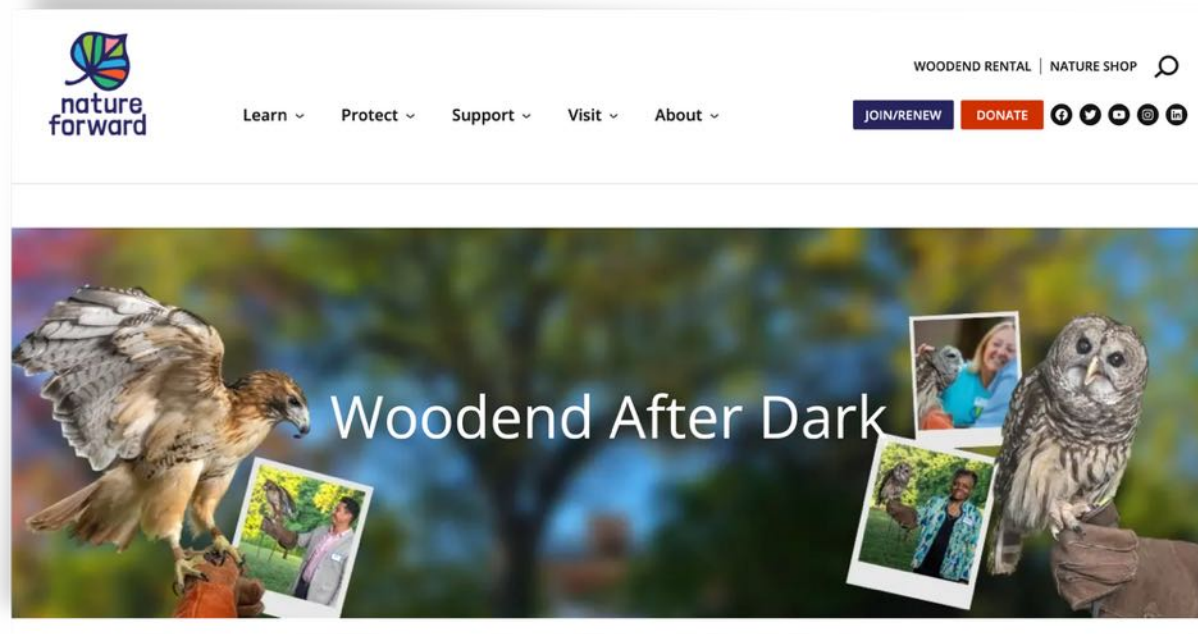 WOODEND RENTAL | NATURE SHOP
nature
forward
Learn
Protect
Support
Visit
About
JOIN/RENEW
DONATE
Woodend After Dark